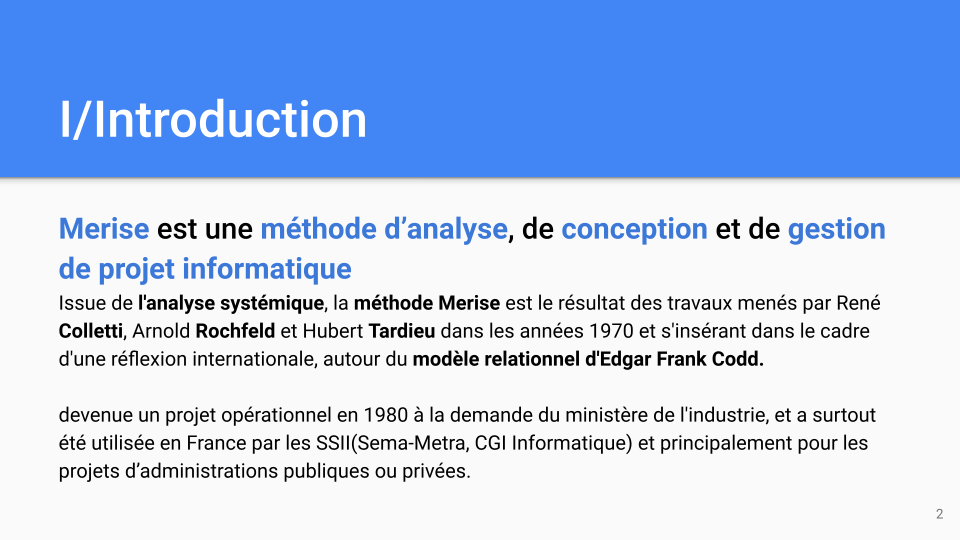 I/Introduction
Merise est une méthode d’analyse, de conception et de gestion
de projet informatique
Issue de l'analyse systémique, la méthode Merise est le résultat des travaux menés par René
Colletti, Arnold Rochfeld et Hubert Tardieu dans les années 1970 et s'insérant dans le cadre
d'une réflexion internationale, autour du modèle relationnel d'Edgar Frank Codd.
devenue un projet opérationnel en 1980 à la demande du ministère de l'industrie, et a surtout
été utilisée en France par les SSII(Sema-Metra, CGI Informatique) et principalement pour les
projets d’administrations publiques ou privées.
2